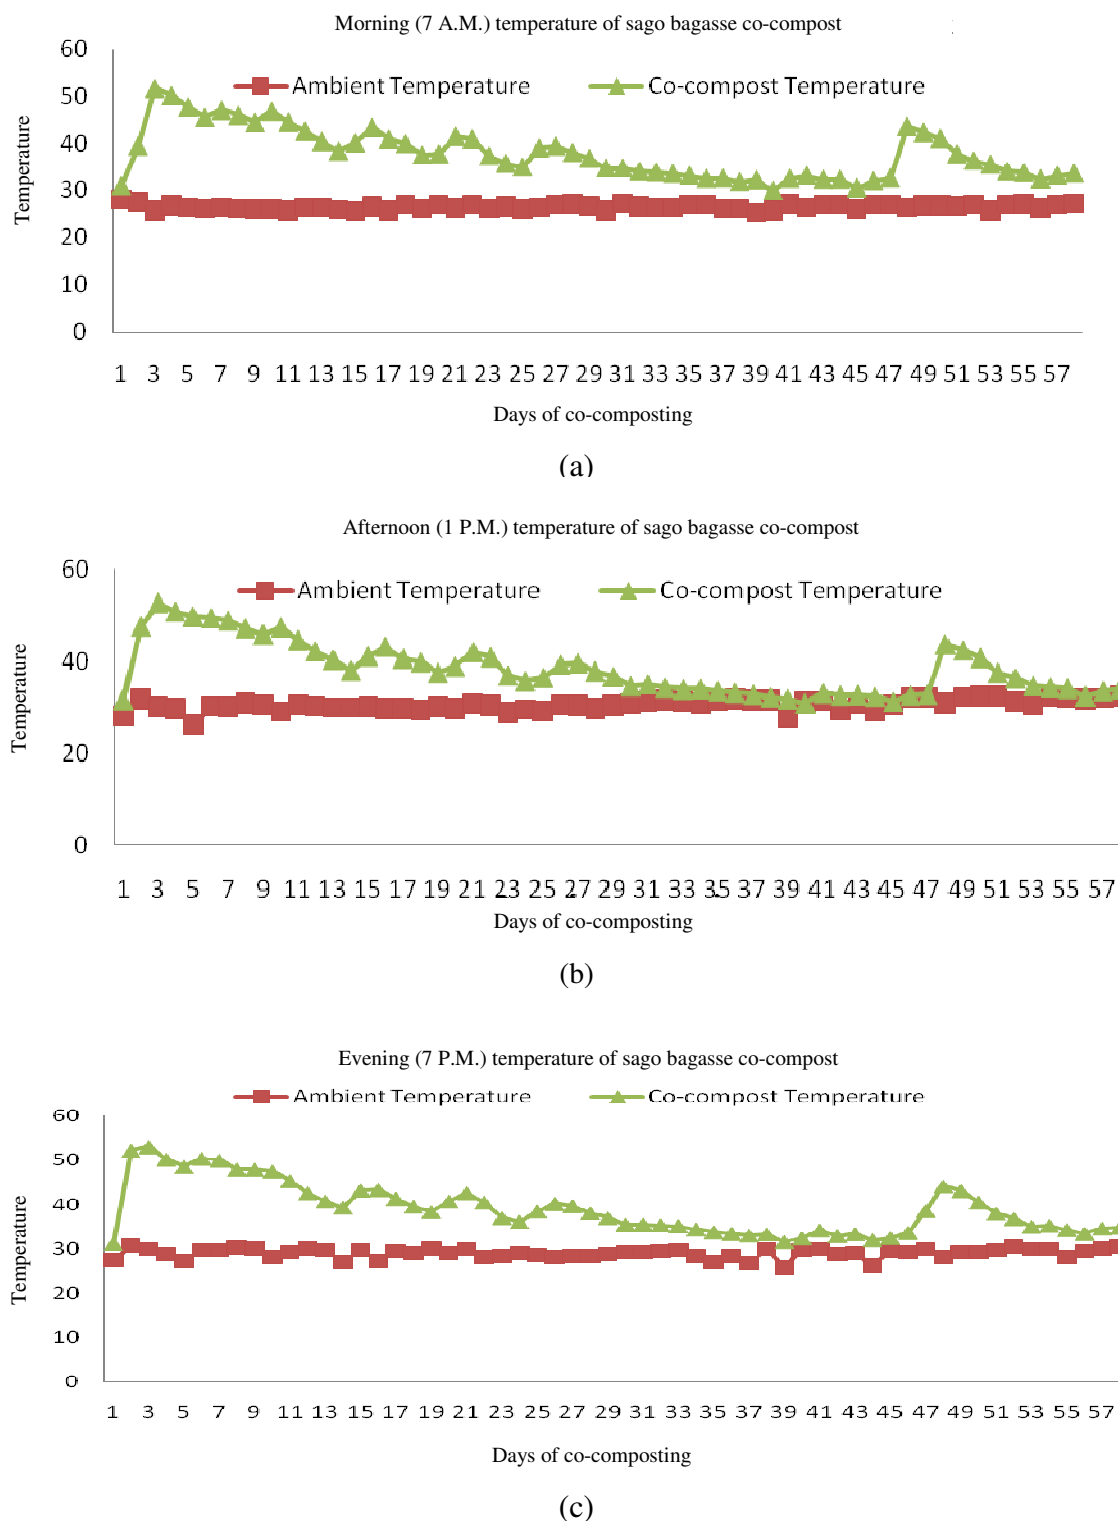 Morning (7 A.M.) temperature of sago bagasse co-compost
60
Ambient Temperature Co-compost Temperature
50
40
30
20
10
0
Temperature
1 3 5 7 9 11 13 15 17 19 21 23 25 27 29 31 33 35 37 39 41 43 45 47 49 51 53 55 57
Days of co-composting
(a)
Afternoon (1 P.M.) temperature of sago bagasse co-compost
60
Ambient Temperature Co-compost Temperature
40
20
0
Temperature
1 3 5 7 9 11 13 15 17 19 21 23 25 27 29 31 33 35 37 39 41 43 45 47 49 51 53 55 57
Days of co-composting
(b)
Evening (7 P.M.) temperature of sago bagasse co-compost
Ambient Temperature Co-compost Temperature
60
50
40
30
20
10
0
Temperature
1 3 5 7 9 11 13 15 17 19 21 23 25 27 29 31 33 35 37 39 41 43 45 47 49 51 53 55 57
Days of co-composting
(c)